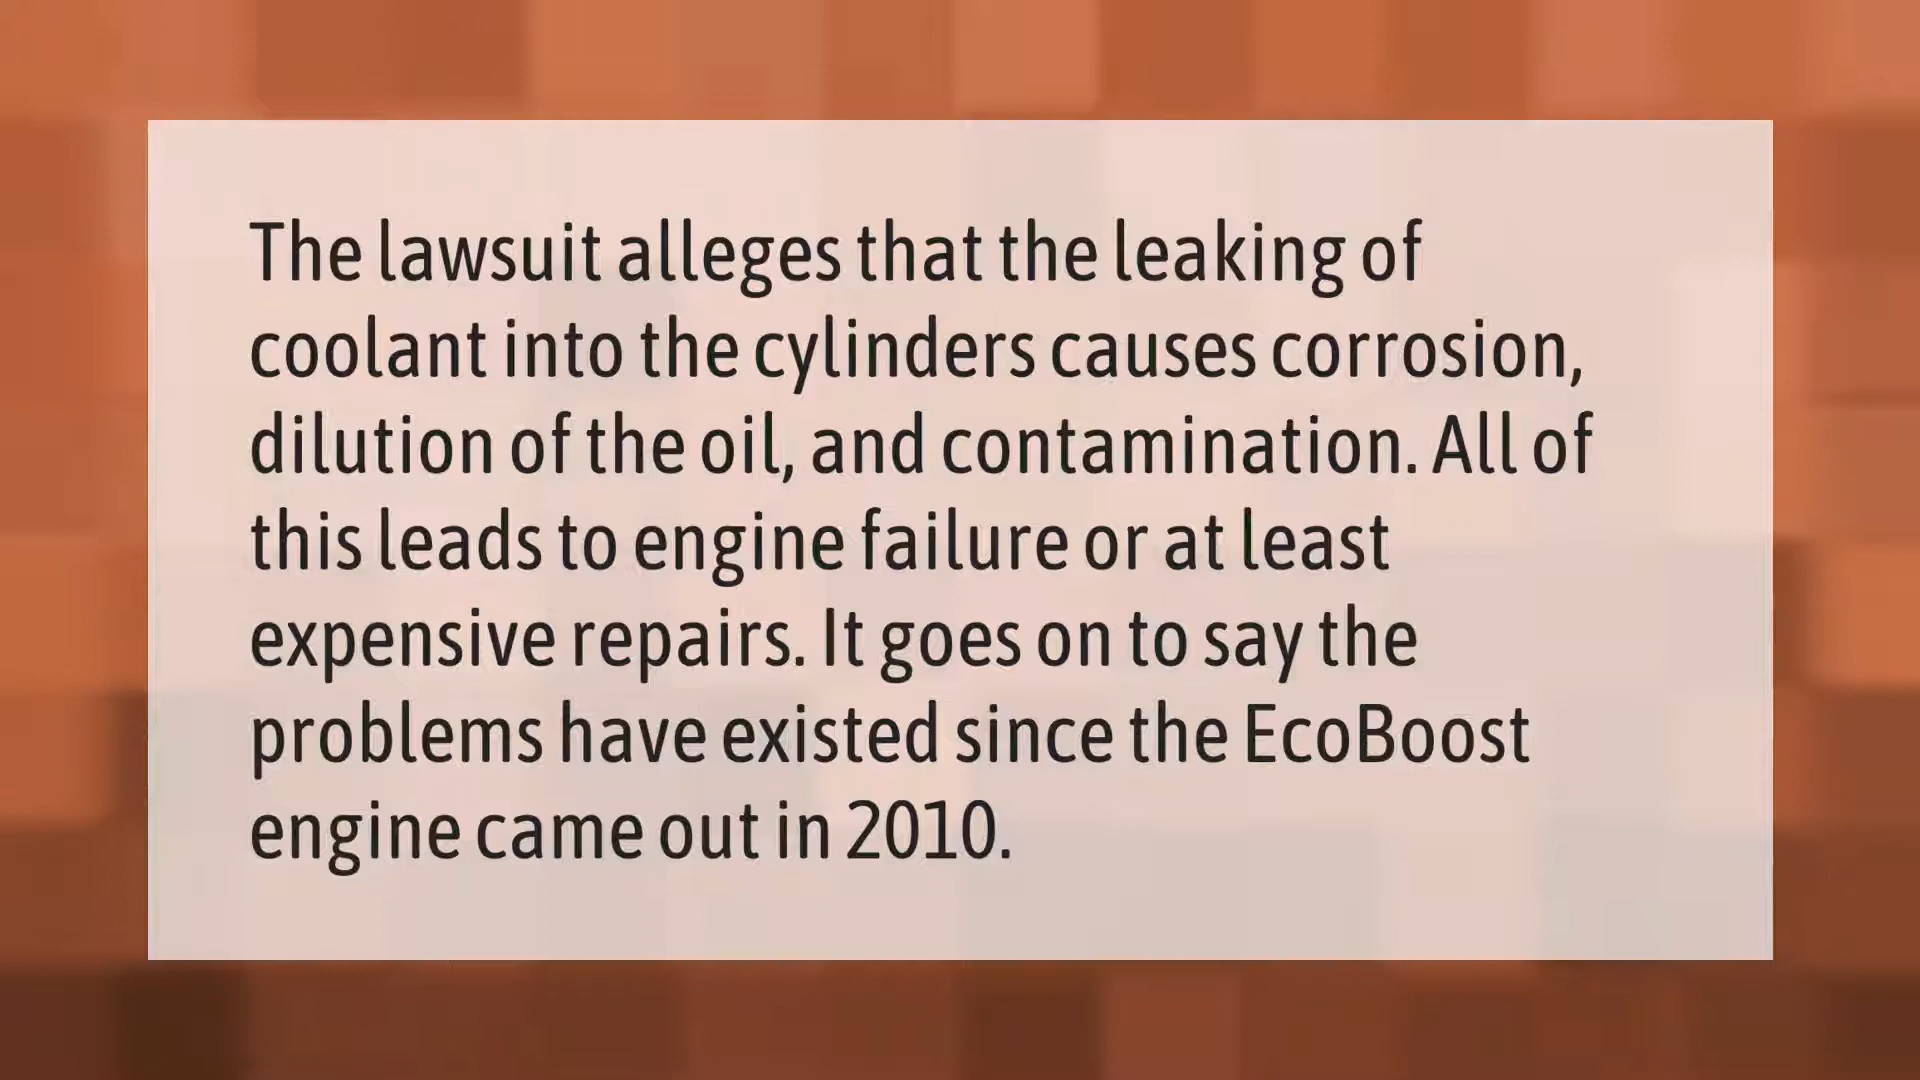 The lawsuit alleges that the leaking of
coolant into the cylinders causes corrosion,
dilution of the oil, and contamination. All of
this leads to engine failure or at least
expensive repairs. It goes on to say the
problems have existed since the EcoBoost
engine came out in 2010.